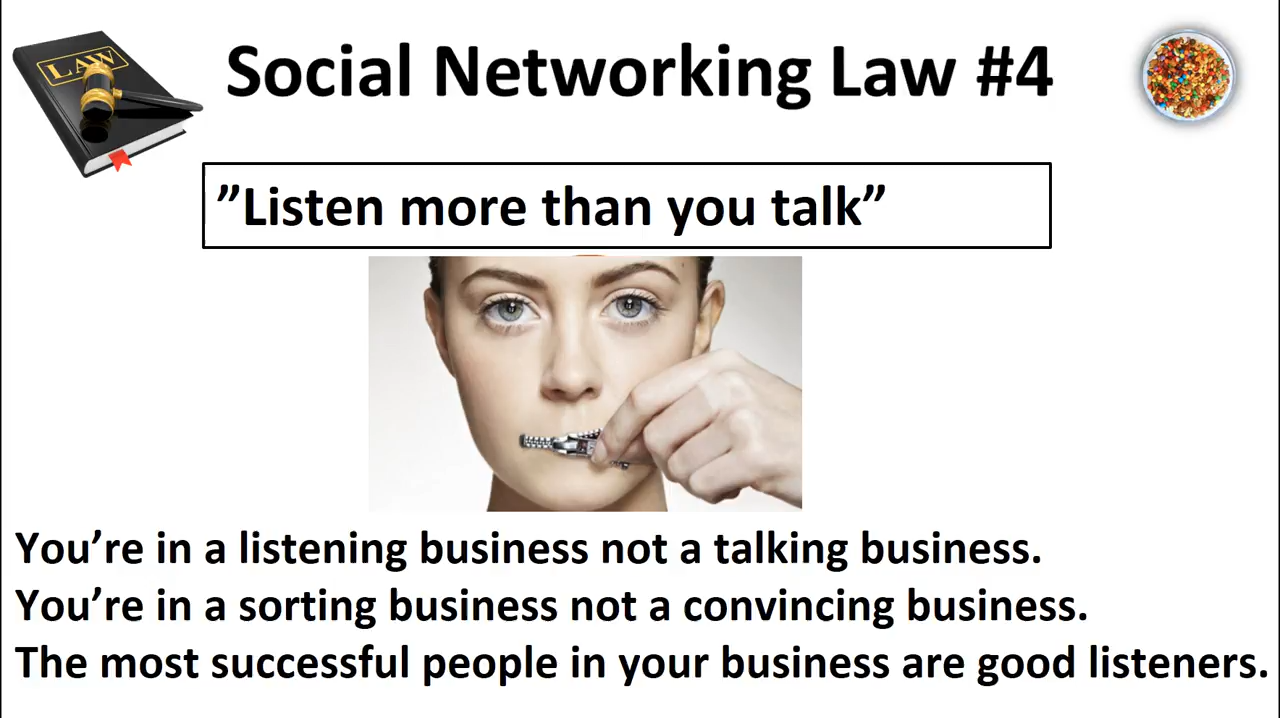 LAW
Social Networking Law #4
”Listen more than you talk”
You’re in a listening business not a talking business.
You’re in a sorting business not a convincing business.
The most successful people in your business are good listeners.